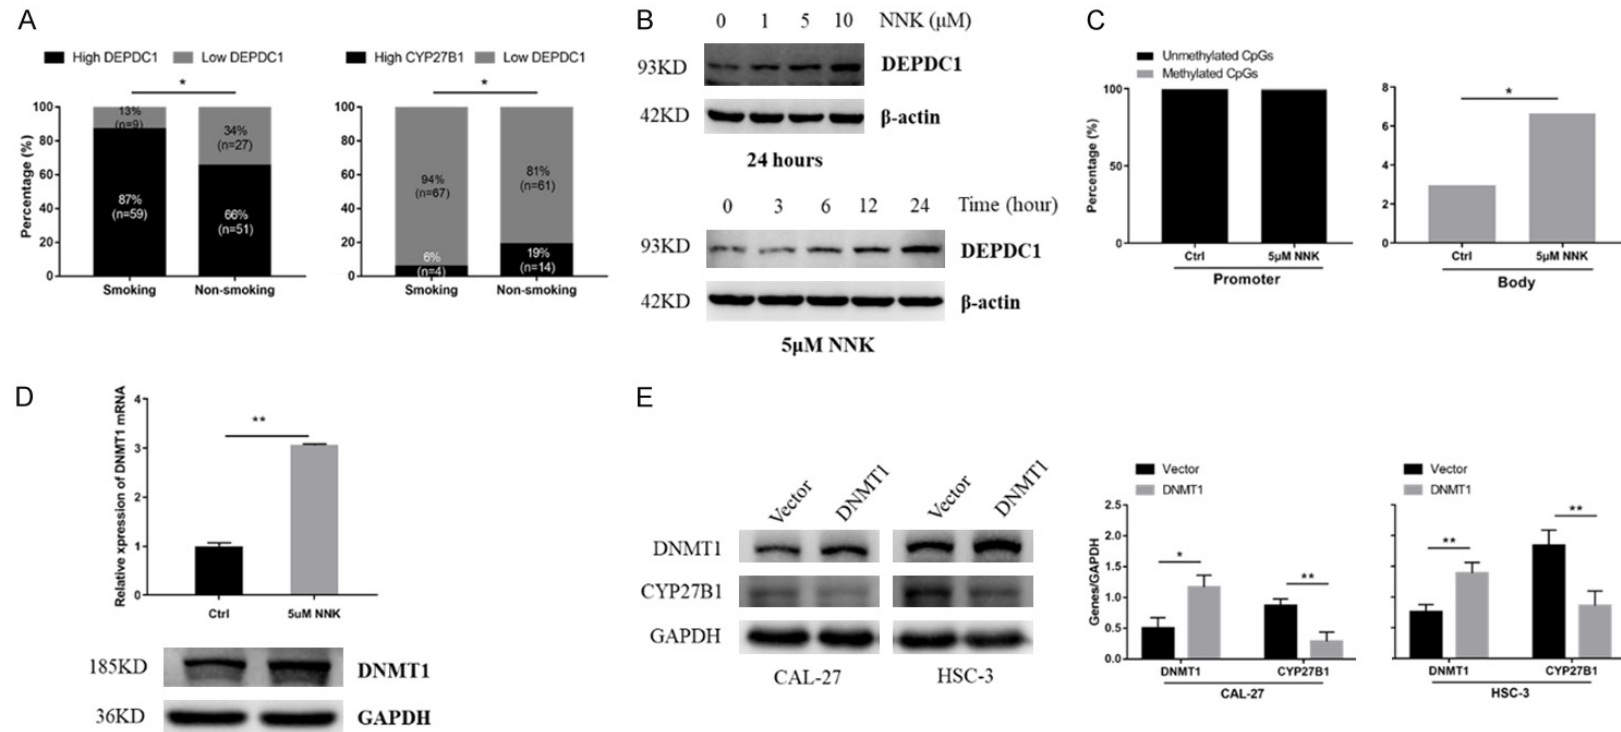 A
High DEPDC1 Low DEPDC1
High CYP27B1 Low DEPDC1
*
*
Percentage (%)
100
80
60
40
20
0
13%
(n=9)
87%
(n=59)
34%
(n=27)
66%
(n=51)
Smoking Non-smoking
100
80
60
40
20
0
94%
(n=67)
6%
(n=4)
81%
(n=61)
19%
(n=14)
Smoking Non-smoking
B
0 1 5 10 NNK (μM)
93KD DEPDC1
42KD β-actin
24 hours
0 3 6 12 24 Time (hour)
93KD DEPDC1
42KD β-actin
5μM NNK
C
Unmethylated CpGs
Methylated CpGs
Percentage (%)
100
50
0
Ctrl 5μM NNK
Promoter
8
6
4
2
0
*
Ctrl 5μM NNK
Body
D
Relative xpression of DNMT1 mRNA
4
3
2
1
0
**
Ctrl 5uM NNK
185KD DNMT1
36KD GAPDH
E
Vector DNMT1 Vector DNMT1
DNMT1
CYP27B1
GAPDH
CAL-27 HSC-3
Vector
DNMT1
Genes/GAPDH
2.5
2.0
1.5
1.0
0.5
0.0
*
**
DNMT1 CYP27B1
CAL-27
Vector
DNMT1
**
**
DNMT1 CYP27B1
HSC-3